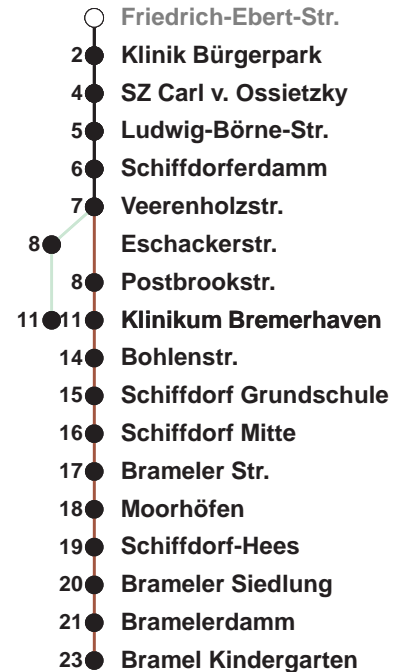 Friedrich-Ebert-Str.
2 Klinik Bürgerpark
4 SZ Carl v. Ossietzky
5 Ludwig-Börne-Str.
6 Schiffdorferdamm
7 Veerenholzstr.
8 Eschackerstr.
8 Postbrookstr.
11 11 Klinikum Bremerhaven
14 Bohlenstr.
15 Schiffdorf Grundschule
16 Schiffdorf Mitte
17 Brameler Str.
18 Moorhöfen
19 Schiffdorf-Hees
20 Brameler Siedlung
21 Bramelerdamm
23 Bramel Kindergarten